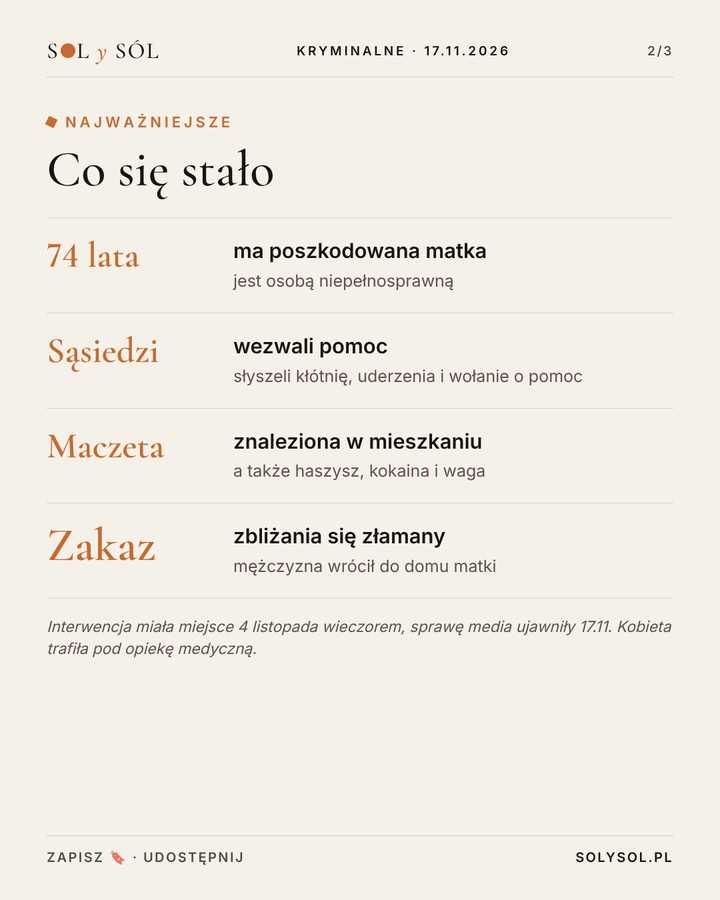 SOL y SÓL
KRYMINALNE · 17.11.2026
2/3
NAJWAŻNIEJSZE
Co się stało
74 lata
ma poszkodowana matka
jest osobą niepełnosprawną
Sąsiedzi
wezwali pomoc
słyszeli kłótnię, uderzenia i wołanie o pomoc
Maczeta
znaleziona w mieszkaniu
a także haszysz, kokaina i waga
Zakaz
zbliżania się złamany
mężczyzna wrócił do domu matki
Interwencja miała miejsce 4 listopada wieczorem, sprawę media ujawniły 17.11. Kobieta
trafiła pod opiekę medyczną.
ZAPISZ 🔖 · UDOSTĘPNIJ
SOLYSOL.PL